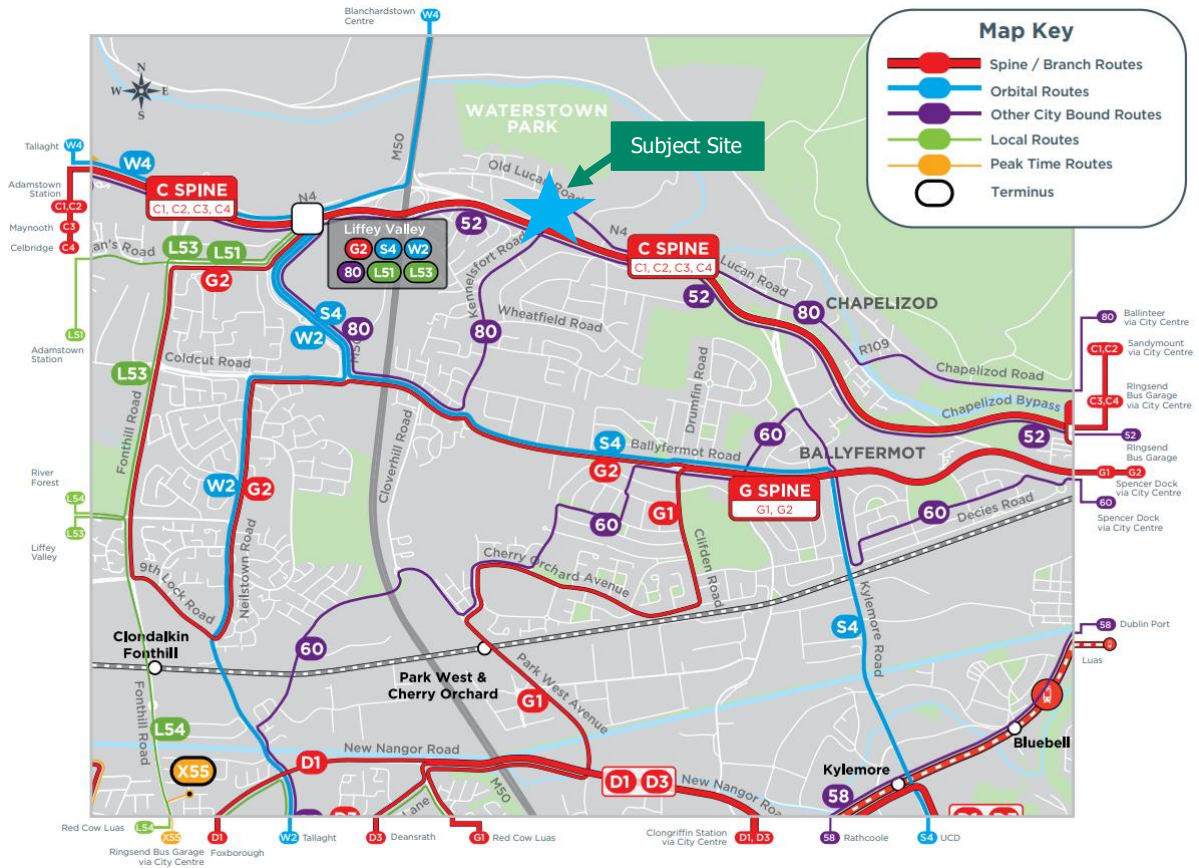 Blanchardstown
Centre
W4
Map Key
Spine / Branch Routes
Orbital Routes
Other City Bound Routes
Local Routes
Peak Time Routes
Terminus
N
W
E
S
WATERSTOWN
PARK
Subject Site
M50
Old Lucan Road
Tallaght
W4
W4
Adamstown
Station
C1,C2
Maynooth
C3
Celbridge
C4
C SPINE
C1, C2, C3, C4
N4
Liffey Valley
G2
S4
W2
80
L51
L53
52
N4
C SPINE
C1, C2, C3, C4
Lucan Road
CHAPELIZOD
an's Road
L53
L51
G2
Kennelsfort Road
52
80
Ballinteer
via City Centre
80
S4
W2
80
M50
Wheatfield Road
80
R109
Chapelizod Road
C1,C2
Sandymount
via City Centre
L51
Adamstown
Station
Coldcut Road
L53
Drumfin Road
Chapelizod Bypass
C3,C4
RIngsend
Bus Garage
via City Centre
Fonthill Road
Cloverhill Road
S4
Ballyfermot Road
60
BALLYFERMOT
52
52
RIngsend
Bus Garage
River
Forest
L54
W2
G2
G2
G SPINE
G1, G2
G1
G2
Spencer Dock
via City Centre
L53
Liffey
Valley
Neilstown Road
60
G1
Clifden Road
60
Decies Road
60
Spencer Dock
via City Centre
9th Lock Road
Cherry Orchard Avenue
Kylemore Road
S4
Clondalkin
Fonthill
60
Park West &
Cherry Orchard
Park West Avenue
G1
58
Dublin Port
Luas
Fonthill Road
L54
X55
New Nangor Road
D1
M50
D1
D3
New Nangor Roa
Kylemore
Bluebell
58
Lane
Red Cow Luas
L54
X55
Ringsend Bus Garage
via City Centre
D1
Foxborough
W2
Tallaght
D3
Deansrath
G1
Red Cow Luas
Clongriffin Station
via City Centre
D1, D3
58
Rathcoole
S4
UCD